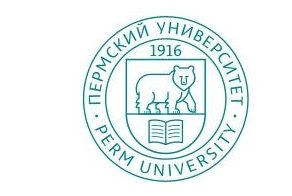 ПЕРМСКИЙ УНИВЕРСИТЕТ
1916
PERM UNIVERSITY